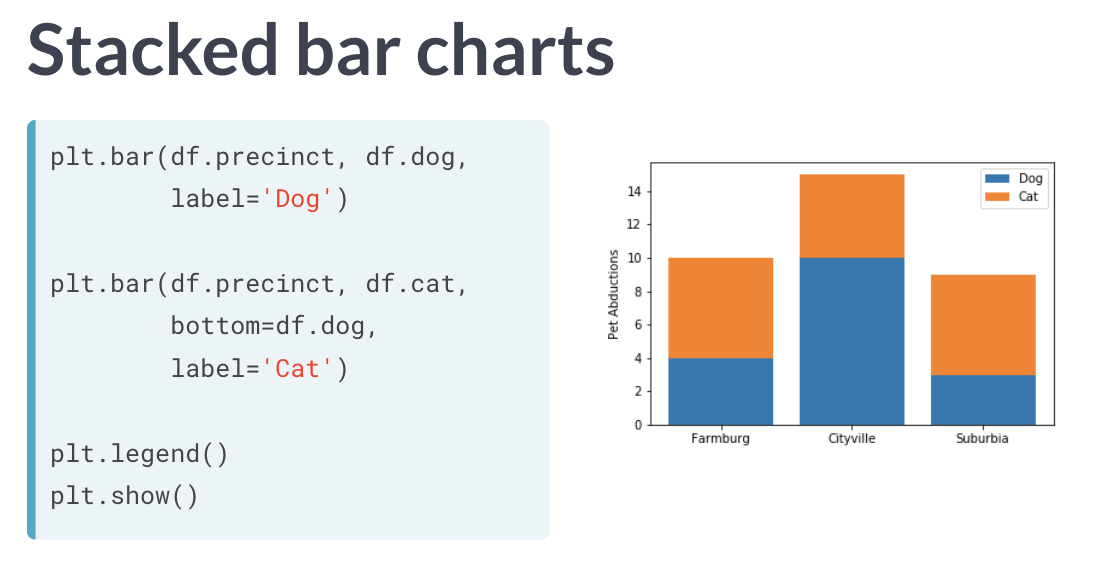 Stacked bar charts
plt.bar(df.precinct, df.dog,
        label='Dog')
plt.bar(df.precinct, df.cat,
        bottom=df.dog,
        label='Cat')
plt.legend()
plt.show()
Pet Abductions
14
12
10
8
6
4
2
0
Farmburg Cityville Suburbia
Dog
Cat